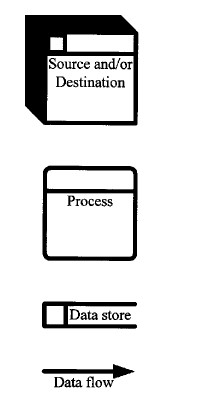 Source and/or
Destination
Process
Data store
Data flow